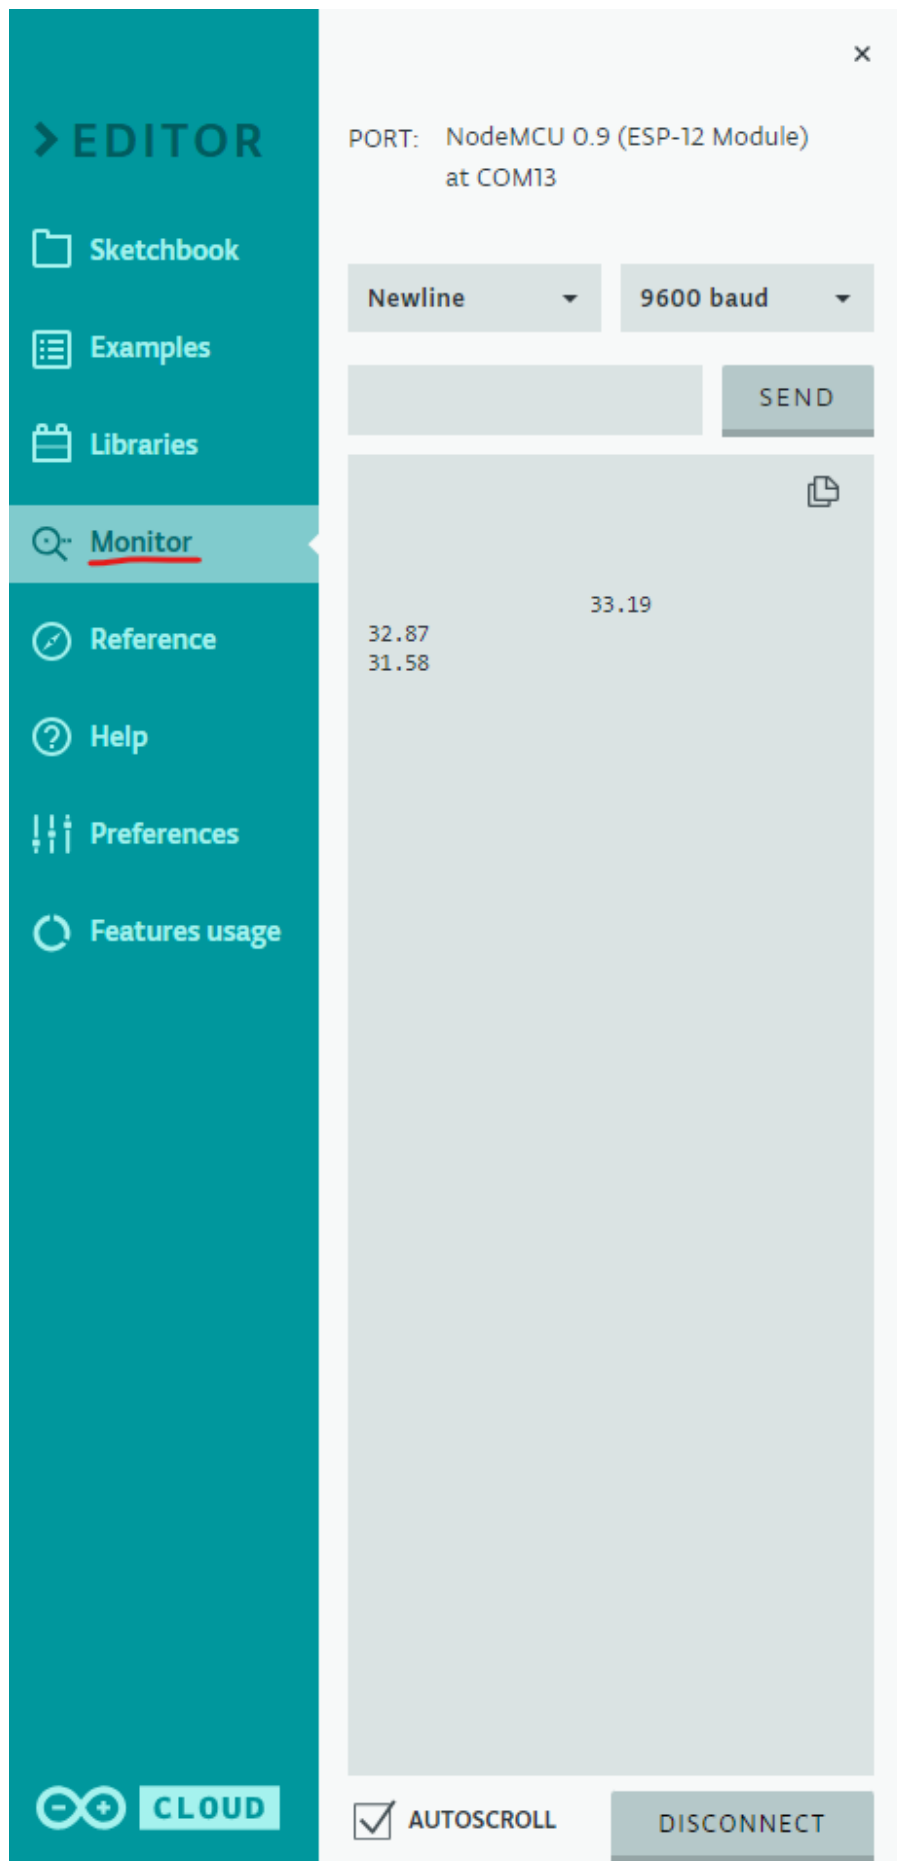 EDITOR
Sketchbook
Examples
Libraries
Monitor
Reference
Help
Preferences
Features usage
CLOUD
PORT: NodeMCU 0.9 (ESP-12 Module)
at COM13
Newline 9600 baud
SEND
33.19
32.87
31.58
AUTOSCROLL DISCONNECT